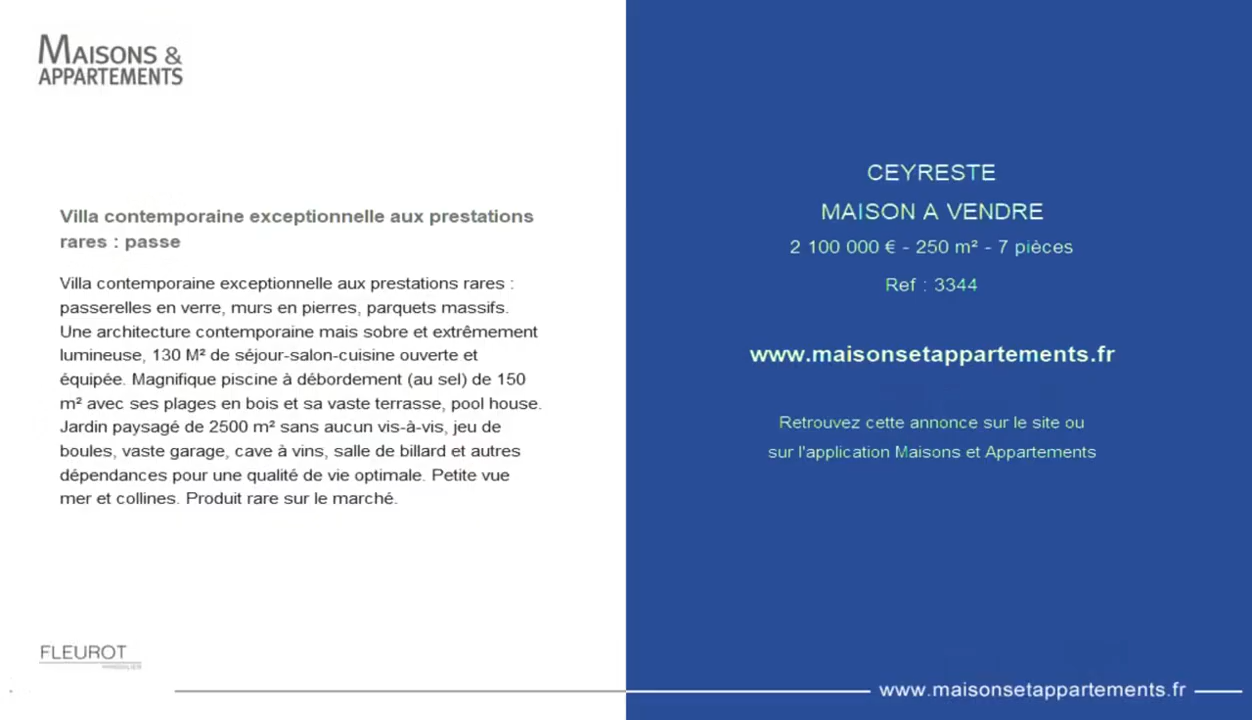 MAISONS &
APPARTEMENTS
Villa contemporaine exceptionnelle aux prestations
rares : passe
Villa contemporaine exceptionnelle aux prestations rares :
passerelles en verre, murs en pierres, parquets massifs.
Une architecture contemporaine mais sobre et extrêmement
lumineuse, 130 M² de séjour-salon-cuisine ouverte et
équipée. Magnifique piscine à débordement (au sel) de 150
m² avec ses plages en bois et sa vaste terrasse, pool house.
Jardin paysagé de 2500 m² sans aucun vis-à-vis, jeu de
boules, vaste garage, cave à vins, salle de billard et autres
dépendances pour une qualité de vie optimale. Petite vue
mer et collines. Produit rare sur le marché.
FLEUROT
CEYRESTE
MAISON A VENDRE
2 100 000 € - 250 m² - 7 pièces
Ref : 3344
www.maisonsetappartements.fr
Retrouvez cette annonce sur le site ou
sur l'application Maisons et Appartements
www.maisonsetappartements.fr